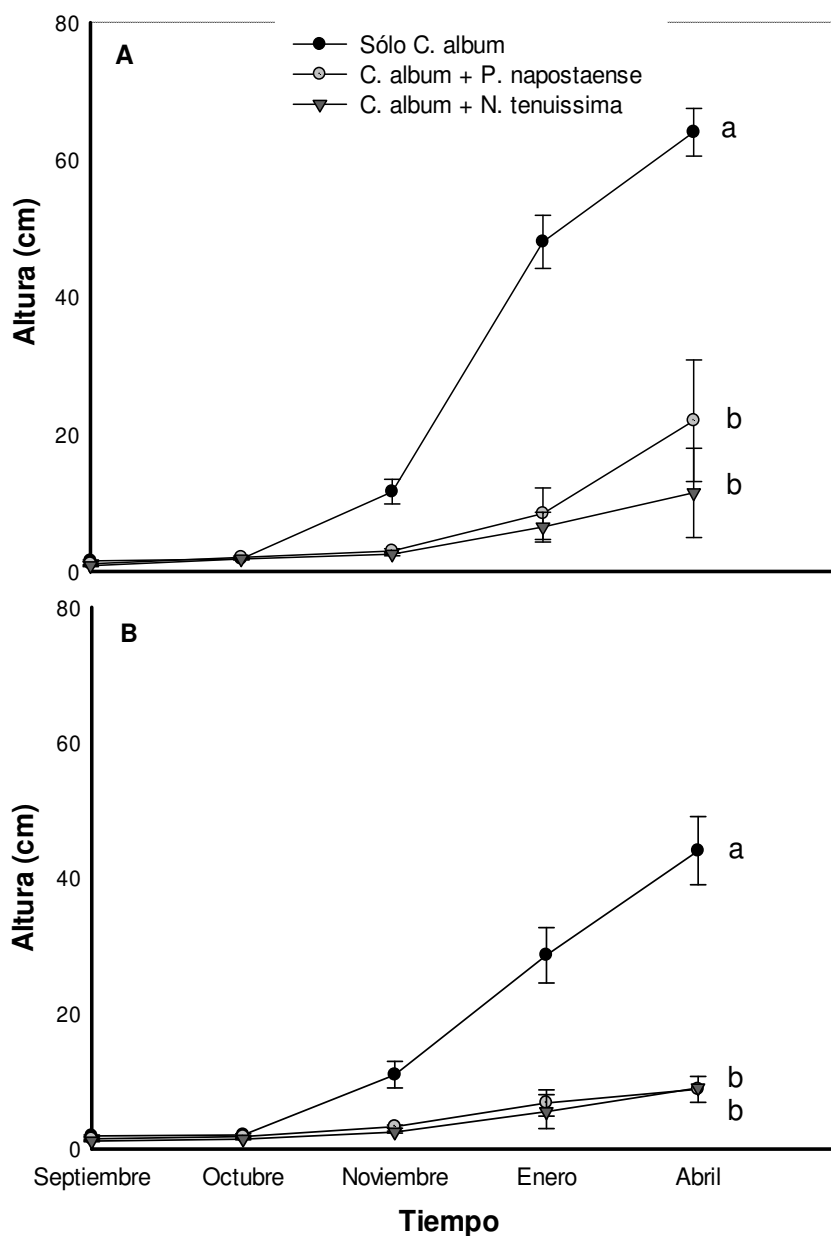 80
A
Sólo C. album
C. album + P. napostaense
C. album + N. tenuissima
a
60
Altura (cm)
40
20
b
b
0
80
B
60
Altura (cm)
40
a
20
b
b
0
Septiembre Octubre Noviembre Enero Abril
Tiempo